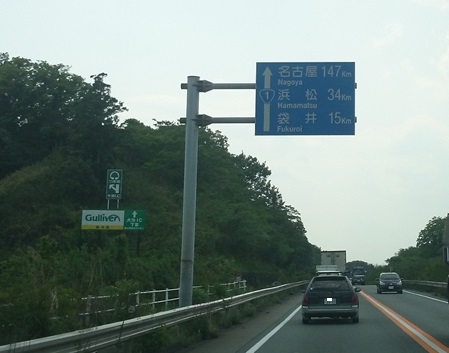 名古屋 147Km
Nagoya
1
浜松 34Km
Hamamatsu
袋井 15Km
Fukuroi
Gulliver